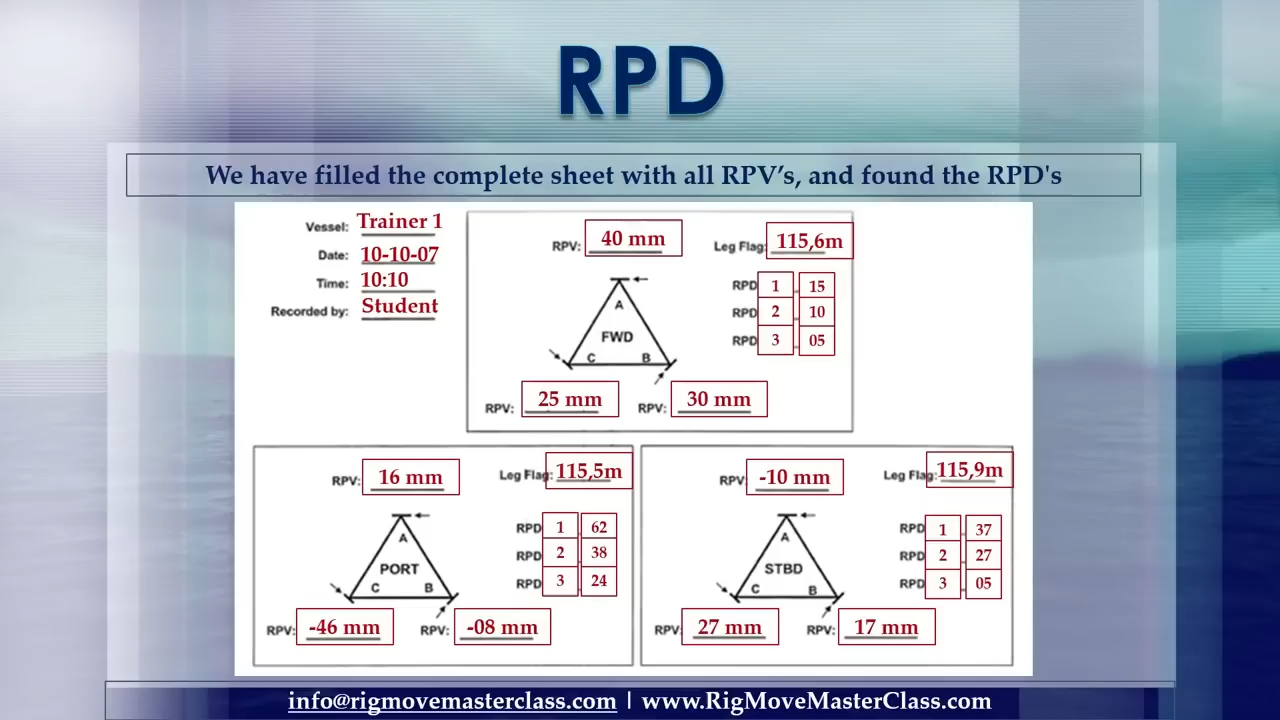 RPD
We have filled the complete sheet with all RPV’s, and found the RPD's
Vessel: Trainer 1
Date: 10-10-07
Time: 10:10
Recorded by: Student
RPV: 40 mm
Leg Flag: 115,6m
RPD 1 15
RPD 2 10
RPD 3 05
A
FWD
C B
RPV: 25 mm
RPV: 30 mm
RPV: 16 mm
Leg Flag: 115,5m
RPD 1 62
RPD 2 38
RPD 3 24
A
PORT
C B
RPV: -46 mm
RPV: -08 mm
RPV -10 mm
Leg Flag: 115,9m
RPD 1 37
RPD 2 27
RPD 3 05
A
STBD
C B
RPV: 27 mm
RPV: 17 mm
info@rigmovemasterclass.com | www.RigMoveMasterClass.com